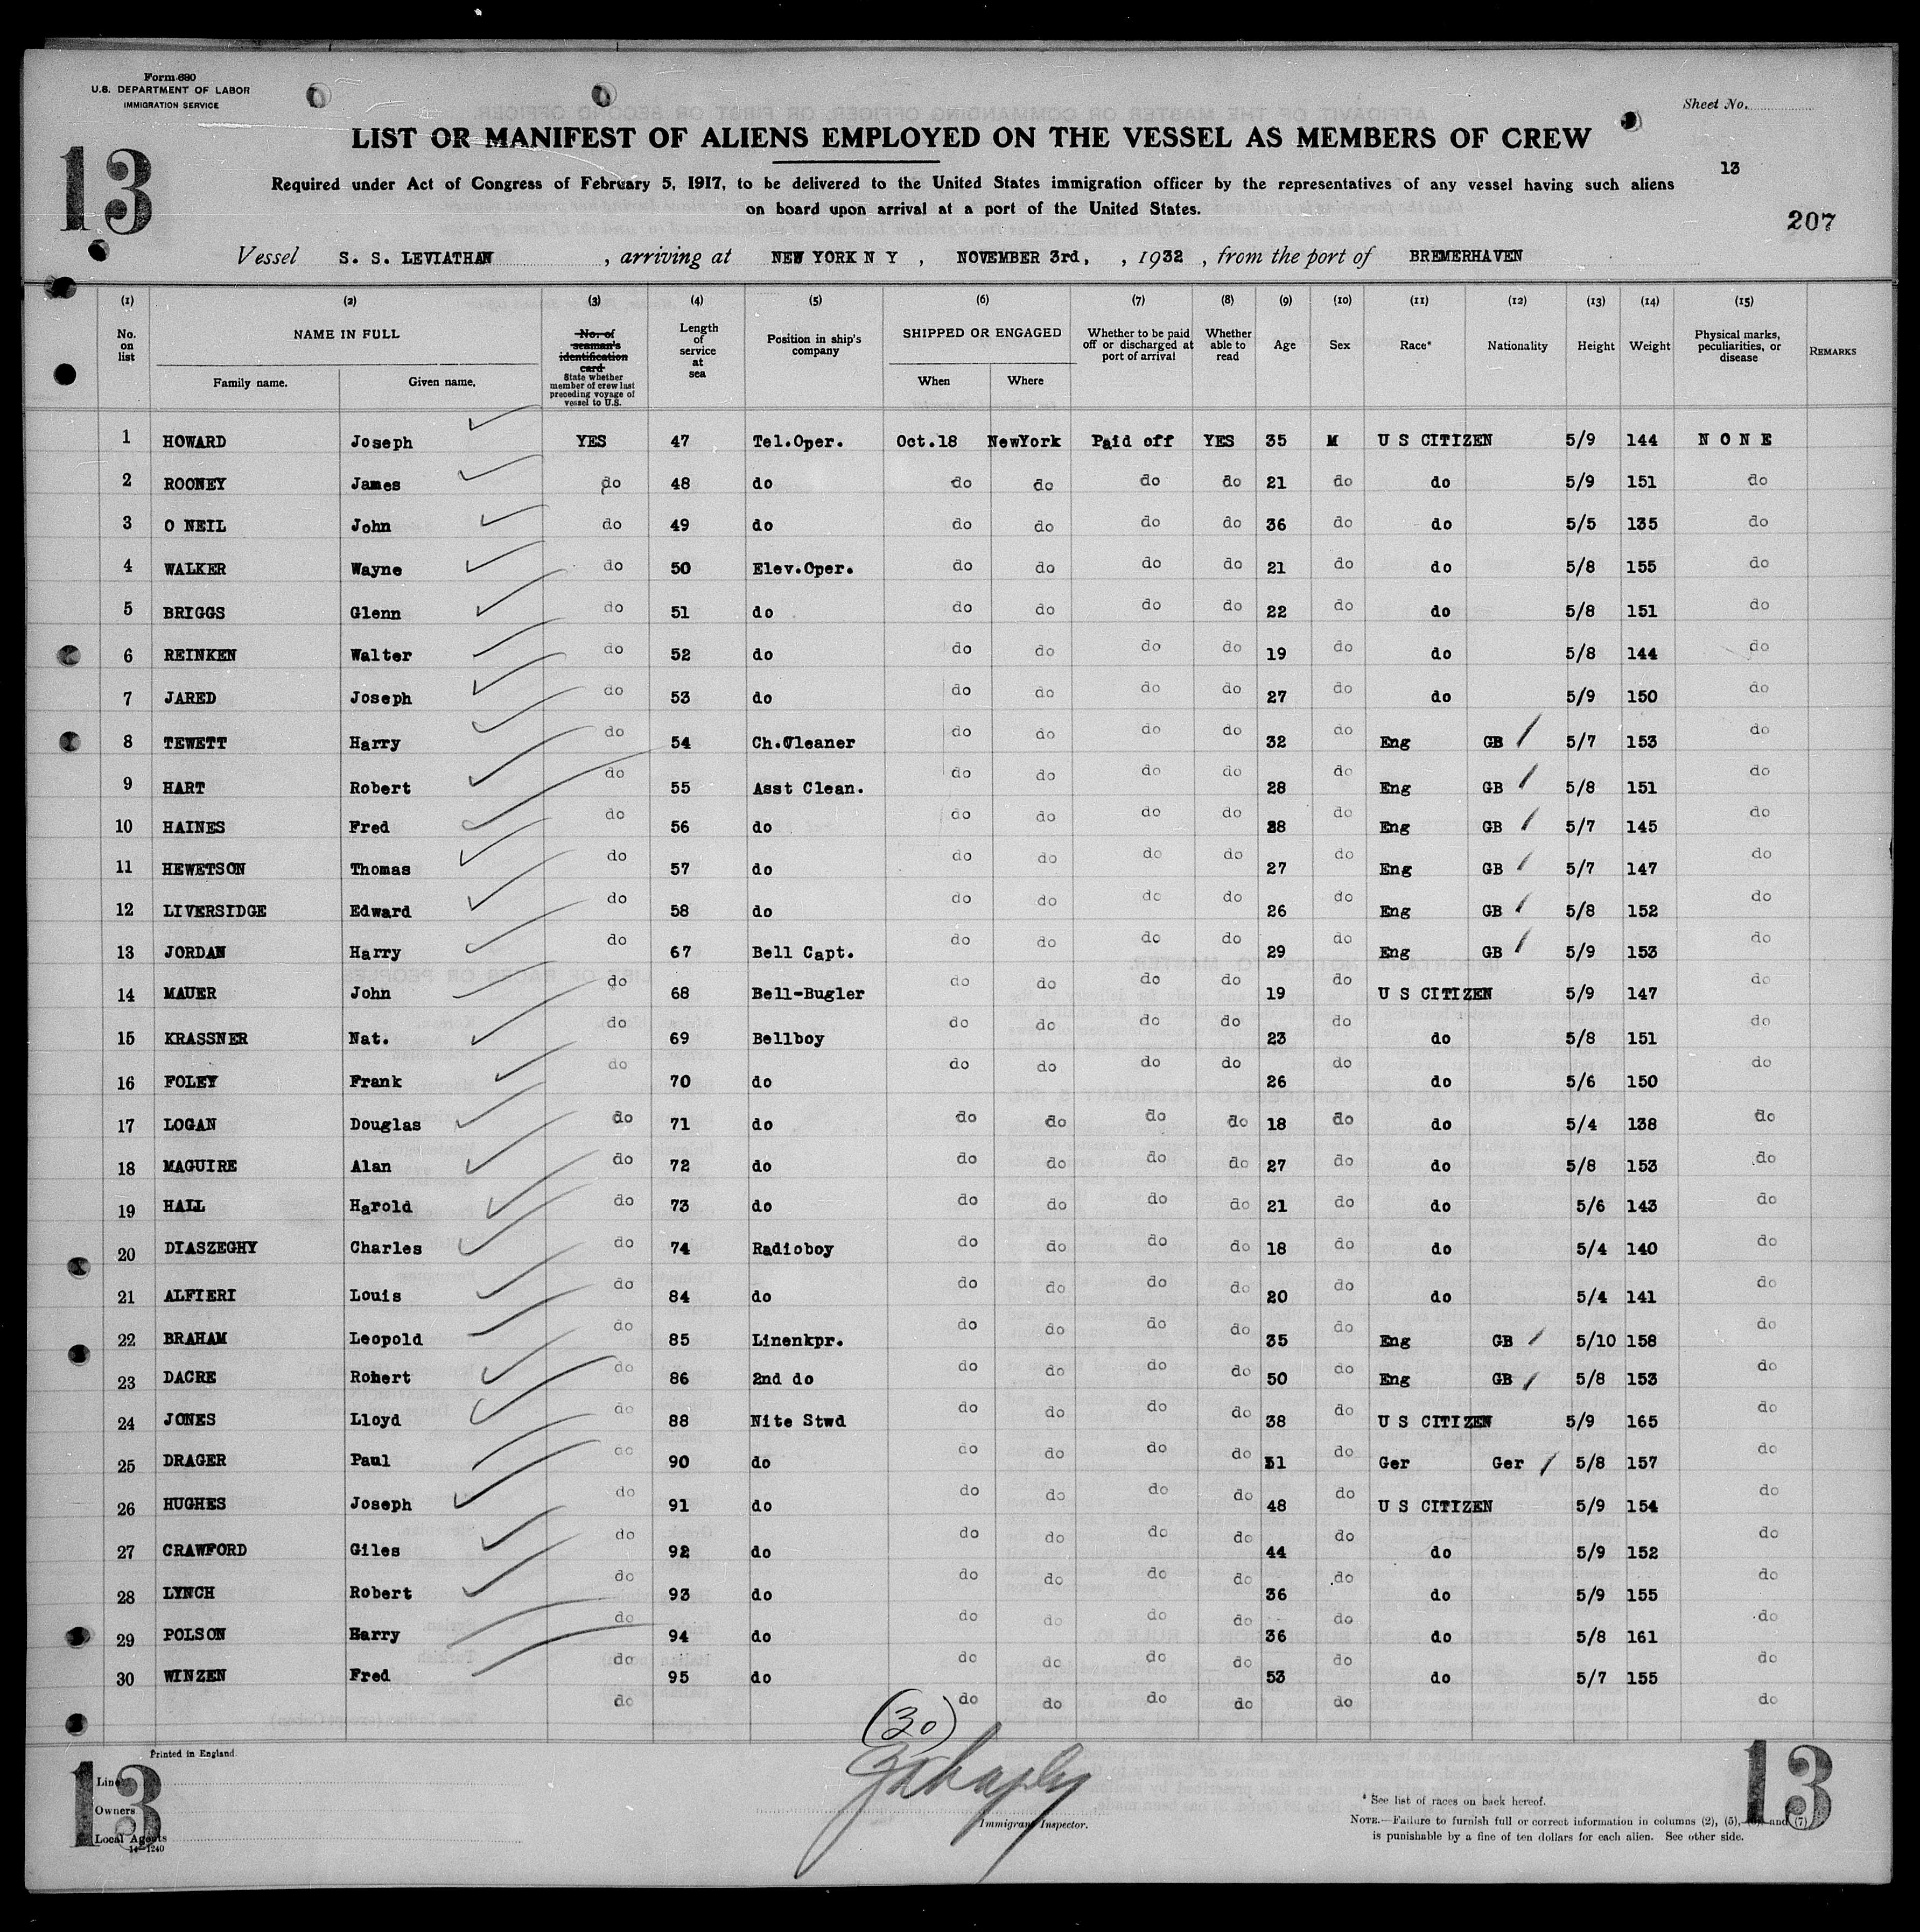 Form 680
U.S. DEPARTMENT OF LABOR
IMMIGRATION SERVICE
Sheet No.
LIST OR MANIFEST OF ALIENS EMPLOYED ON THE VESSEL AS MEMBERS OF CREW
13
13
Required under Act of Congress of February 5, 1917, to be delivered to the United States immigration officer by the representatives of any vessel having such aliens
on board upon arrival at a port of the United States.
207
Vessel S. S. LEVIATHAN , arriving at NEW YORK N Y , NOVEMBER 3rd, , 1932 , from the port of BREMERHAVEN
(1) (2) (3) (4) (5) (6) (7) (8) (9) (10) (11) (12) (13) (14) (15)
No. on list
NAME IN FULL
Family name. Given name.
No. of seaman's identification card
State whether member of crew last preceding voyage of vessel to U.S.
Length of service at sea
Position in ship's company
SHIPPED OR ENGAGED
When Where
Whether to be paid off or discharged at port of arrival
Whether able to read
Age
Sex
Race*
Nationality
Height
Weight
Physical marks, peculiarities, or disease
REMARKS
1 HOWARD Joseph YES 47 Tel.Oper. Oct.18 NewYork Paid off YES 35 M U S CITIZEN 5/9 144 N O N E
2 ROONEY James do 48 do do do do do 21 do do 5/9 151 do
3 O NEIL John do 49 do do do do do 36 do do 5/5 135 do
4 WALKER Wayne do 50 Elev.Oper. do do do do 21 do do 5/8 155 do
5 BRIGGS Glenn do 51 do do do do do 22 do do 5/8 151 do
6 REINKEN Walter do 52 do do do do do 19 do do 5/8 144 do
7 JARED Joseph do 53 do do do do do 27 do do 5/9 150 do
8 TEWETT Harry do 54 Ch.Cleaner do do do do 32 do Eng GB 5/7 153 do
9 HART Robert do 55 Asst Clean. do do do do 28 do Eng GB 5/8 151 do
10 HAINES Fred do 56 do do do do do 28 do Eng GB 5/7 145 do
11 HEWETSON Thomas do 57 do do do do do 27 do Eng GB 5/7 147 do
12 LIVERSIDGE Edward do 58 do do do do do 26 do Eng GB 5/8 152 do
13 JORDAN Harry do 67 Bell Capt. do do do do 29 do Eng GB 5/9 153 do
14 MAUER John do 68 Bell-Bugler do do do do 19 do U S CITIZEN 5/9 147 do
15 KRASSNER Nat. do 69 Bellboy do do do do 23 do do 5/8 151 do
16 FOLEY Frank do 70 do do do do do 26 do do 5/6 150 do
17 LOGAN Douglas do 71 do do do do do 18 do do 5/4 138 do
18 MAGUIRE Alan do 72 do do do do do 27 do do 5/8 153 do
19 HALL Harold do 73 do do do do do 21 do do 5/6 143 do
20 DIASZEGHY Charles do 74 Radioboy do do do do 18 do do 5/4 140 do
21 ALFIERI Louis do 84 do do do do do 20 do do 5/4 141 do
22 BRAHAM Leopold do 85 Linenkpr. do do do do 35 do Eng GB 5/10 158 do
23 DACRE Robert do 86 2nd do do do do do 50 do Eng GB 5/8 153 do
24 JONES Lloyd do 88 Nite Stwd do do do do 38 do U S CITIZEN 5/9 165 do
25 DRAGER Paul do 90 do do do do do 51 do Ger Ger 5/8 157 do
26 HUGHES Joseph do 91 do do do do do 48 do U S CITIZEN 5/9 154 do
27 CRAWFORD Giles do 92 do do do do do 44 do do 5/9 152 do
28 LYNCH Robert do 93 do do do do do 36 do do 5/9 155 do
29 POLSON Harry do 94 do do do do do 36 do do 5/8 161 do
30 WINZEN Fred do 95 do do do do do 53 do do 5/7 155 do
do do do do do do do
(30)
Printed in England.
13
13
Line
Owners
Local Agents
14-1240
Immigrant Inspector.
* See list of races on back hereof.
NOTE.—Failure to furnish full or correct information in columns (2), (5), and (7)
is punishable by a fine of ten dollars for each alien. See other side.